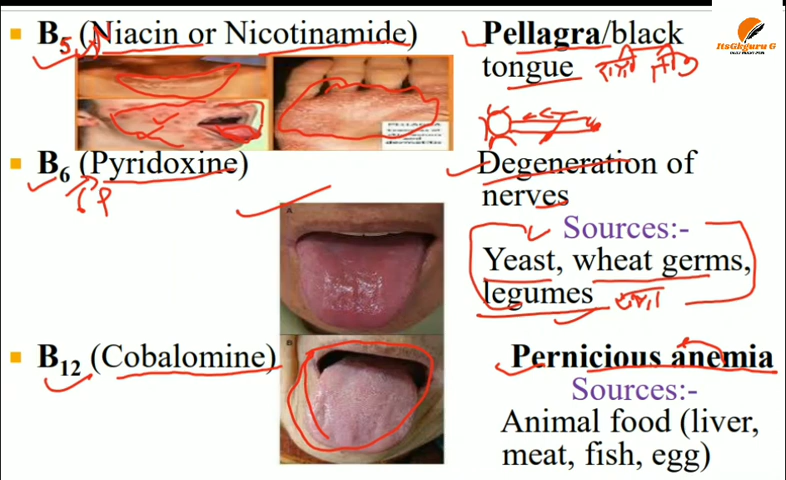 ItsGkguru G
B5 (Niacin or Nicotinamide)
Pellagra/black
tongue
B6 (Pyridoxine)
Degeneration of
nerves
A
Sources:-
Yeast, wheat germs,
legumes
B12 (Cobalomine)
Pernicious anemia
Sources:-
Animal food (liver,
meat, fish, egg)